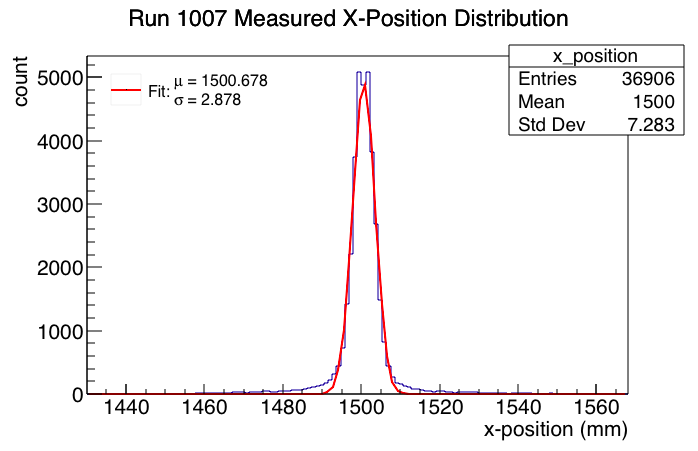 Run 1007 Measured X-Position Distribution
count
5000
4000
3000
2000
1000
0
Fit: μ = 1500.678
σ = 2.878
x_position
Entries 36906
Mean 1500
Std Dev 7.283
1440 1460 1480 1500 1520 1540 1560
x-position (mm)